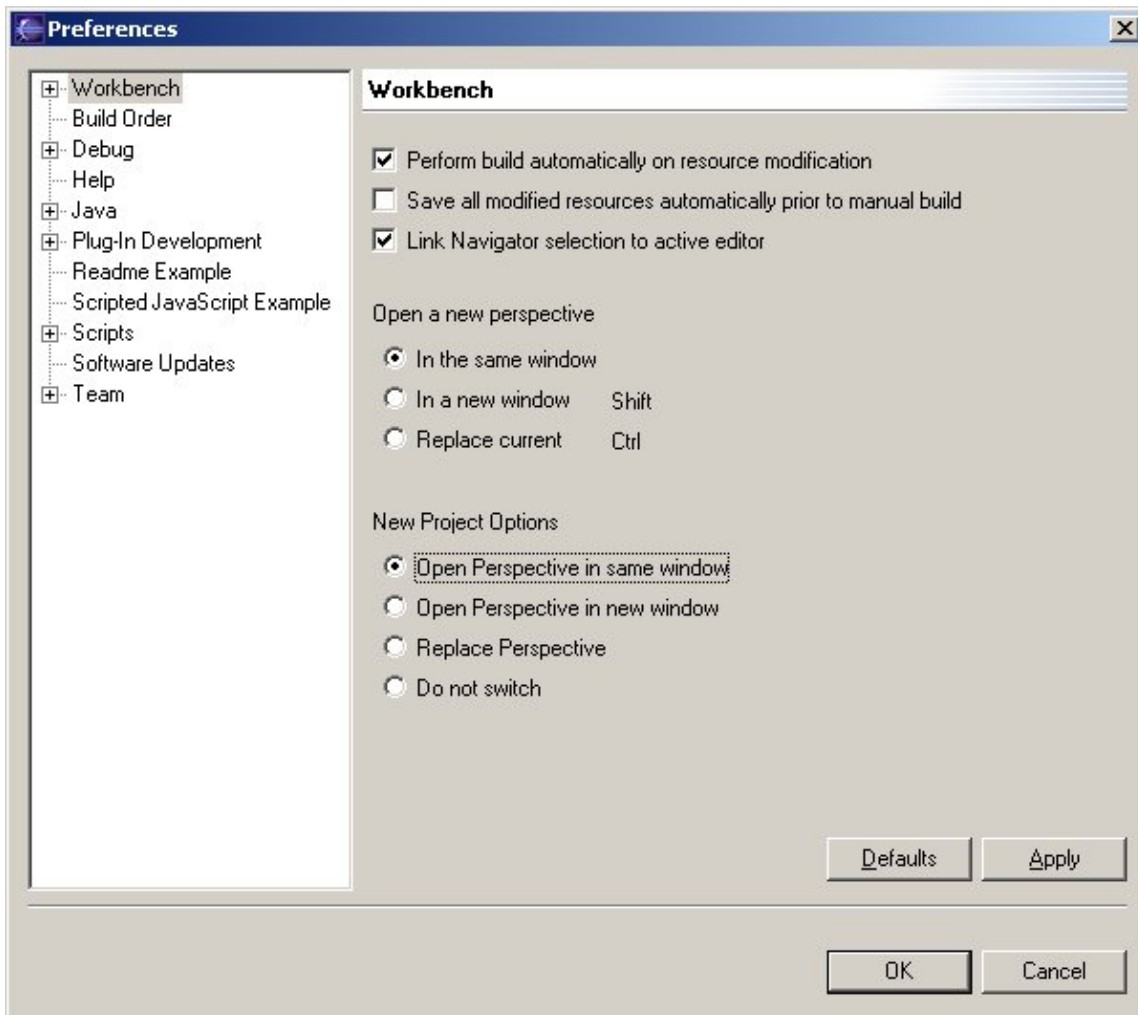 Preferences
Workbench
Build Order
Debug
Help
Java
Plug-In Development
Readme Example
Scripted JavaScript Example
Scripts
Software Updates
Team
Workbench
Perform build automatically on resource modification
Save all modified resources automatically prior to manual build
Link Navigator selection to active editor
Open a new perspective
In the same window
In a new window Shift
Replace current Ctrl
New Project Options
Open Perspective in same window
Open Perspective in new window
Replace Perspective
Do not switch
Defaults Apply
OK Cancel